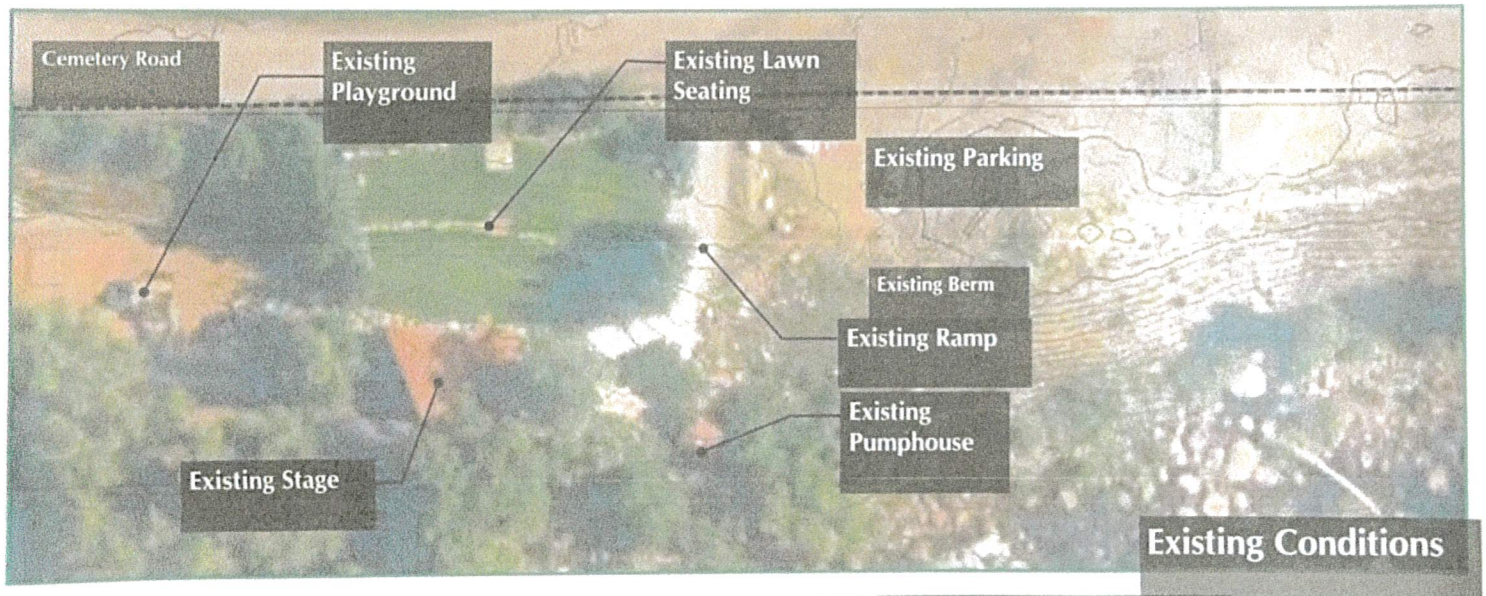 Cemetery Road
Existing
Playground
Existing Lawn
Seating
Existing Parking
Existing Berm
Existing Ramp
Existing
Pumphouse
Existing Stage
Existing Conditions